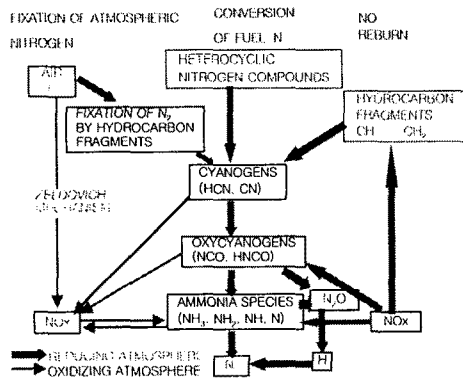 FIXATION OF ATMOSPHERIC
NITROGEN
CONVERSION
OF FUEL N
NO
REBURN
AIR
HETEROCYCLIC
NITROGEN COMPOUNDS
FIXATION OF N₂
BY HYDROCARBON
FRAGMENTS
HYDROCARBON
FRAGMENTS
CH CH₂
CYANOGENS
(HCN, CN)
ZELDOVICH
MECHANISM
OXYCYANOGENS
(NCO, HNCO)
AMMONIA SPECIES
(NH₃, NH₂, NH, N)
N₂O
NOx
NOx
N₂
H
REDUCING ATMOSPHERE
OXIDIZING ATMOSPHERE